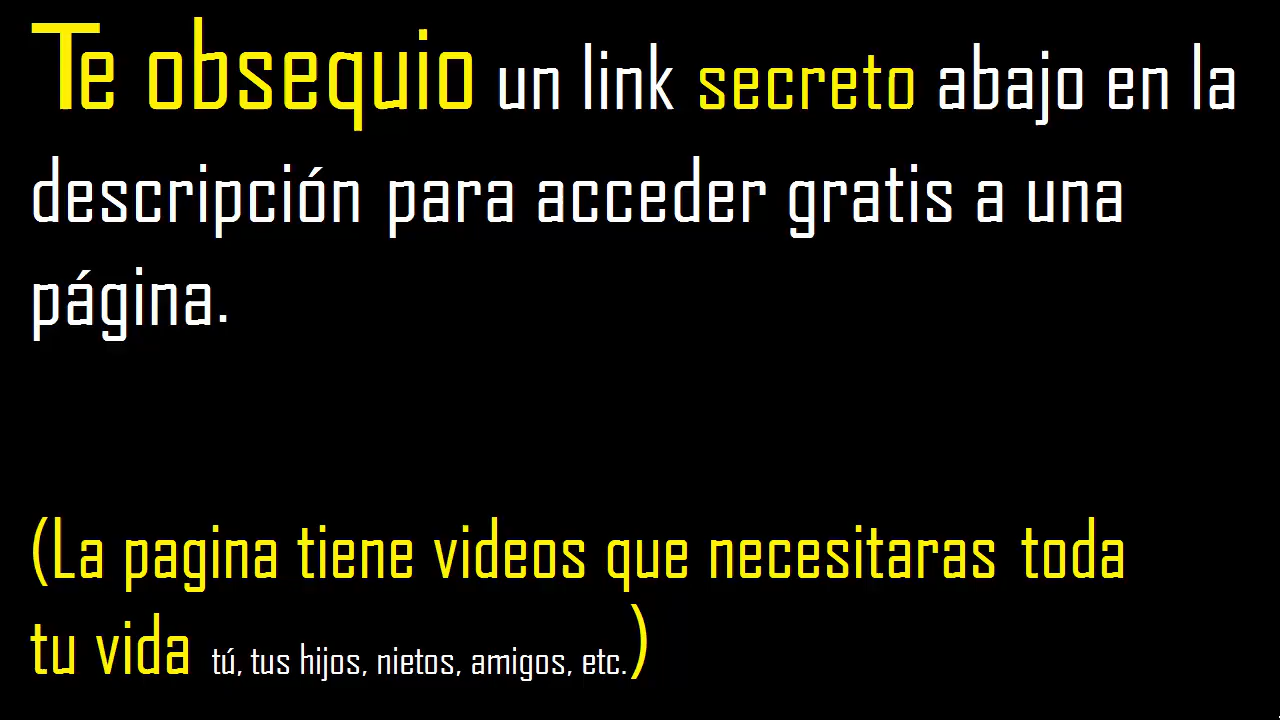 Te obsequio un link secreto abajo en la
descripción para acceder gratis a una
página.
(La pagina tiene videos que necesitaras toda
tu vida tú, tus hijos, nietos, amigos, etc.)